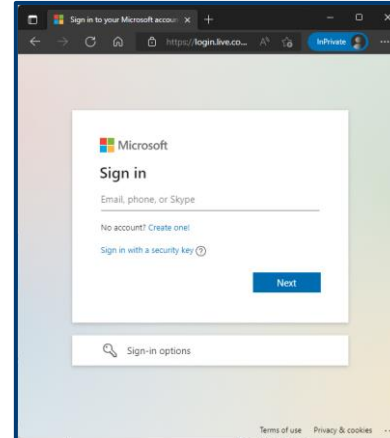 Sign in to your Microsoft accoun
https://login.live.co...
InPrivate
Microsoft
Sign in
Email, phone, or Skype
No account? Create one!
Sign in with a security key
Next
Sign-in options
Terms of use Privacy & cookies